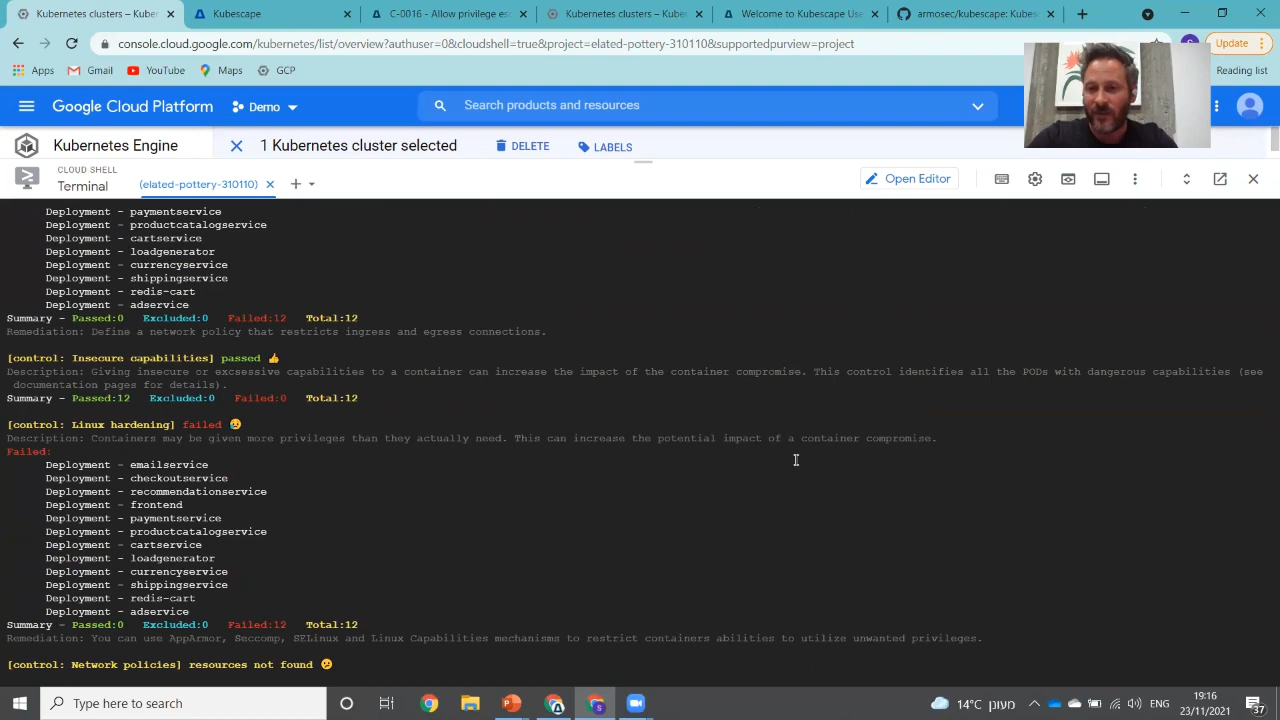 Kubernetes clusters – Kubern
Kubescape
C-0016 - Allow privilege esc
Kubernetes clusters – Kuber
Welcome to Kubescape Use
armosec/kubescape: Kubes
console.cloud.google.com/kubernetes/list/overview?authuser=0&cloudshell=true&project=elated-pottery-310110&supportedpurview=project
S
Update
Apps
Gmail
YouTube
Maps
GCP
Reading list
Google Cloud Platform
Demo
Search products and resources
Kubernetes Engine
1 Kubernetes cluster selected
DELETE
LABELS
CLOUD SHELL
Terminal
(elated-pottery-310110)
Open Editor
Deployment - paymentservice
Deployment - productcatalogservice
Deployment - cartservice
Deployment - loadgenerator
Deployment - currencyservice
Deployment - shippingservice
Deployment - redis-cart
Deployment - adservice
Summary - Passed:0 Excluded:0 Failed:12 Total:12
Remediation: Define a network policy that restricts ingress and egress connections.
[control: Insecure capabilities] passed 👍
Description: Giving insecure or excsessive capabilities to a container can increase the impact of the container compromise. This control identifies all the PODs with dangerous capabilities (see
documentation pages for details).
Summary - Passed:12 Excluded:0 Failed:0 Total:12
[control: Linux hardening] failed 😥
Description: Containers may be given more privileges than they actually need. This can increase the potential impact of a container compromise.
Failed:
Deployment - emailservice
Deployment - checkoutservice
Deployment - recommendationservice
Deployment - frontend
Deployment - paymentservice
Deployment - productcatalogservice
Deployment - cartservice
Deployment - loadgenerator
Deployment - currencyservice
Deployment - shippingservice
Deployment - redis-cart
Deployment - adservice
Summary - Passed:0 Excluded:0 Failed:12 Total:12
Remediation: You can use AppArmor, Seccomp, SELinux and Linux Capabilities mechanisms to restrict containers abilities to utilize unwanted privileges.
[control: Network policies] resources not found 😕
Type here to search
14°C מעונן
ENG
19:16
23/11/2021
37